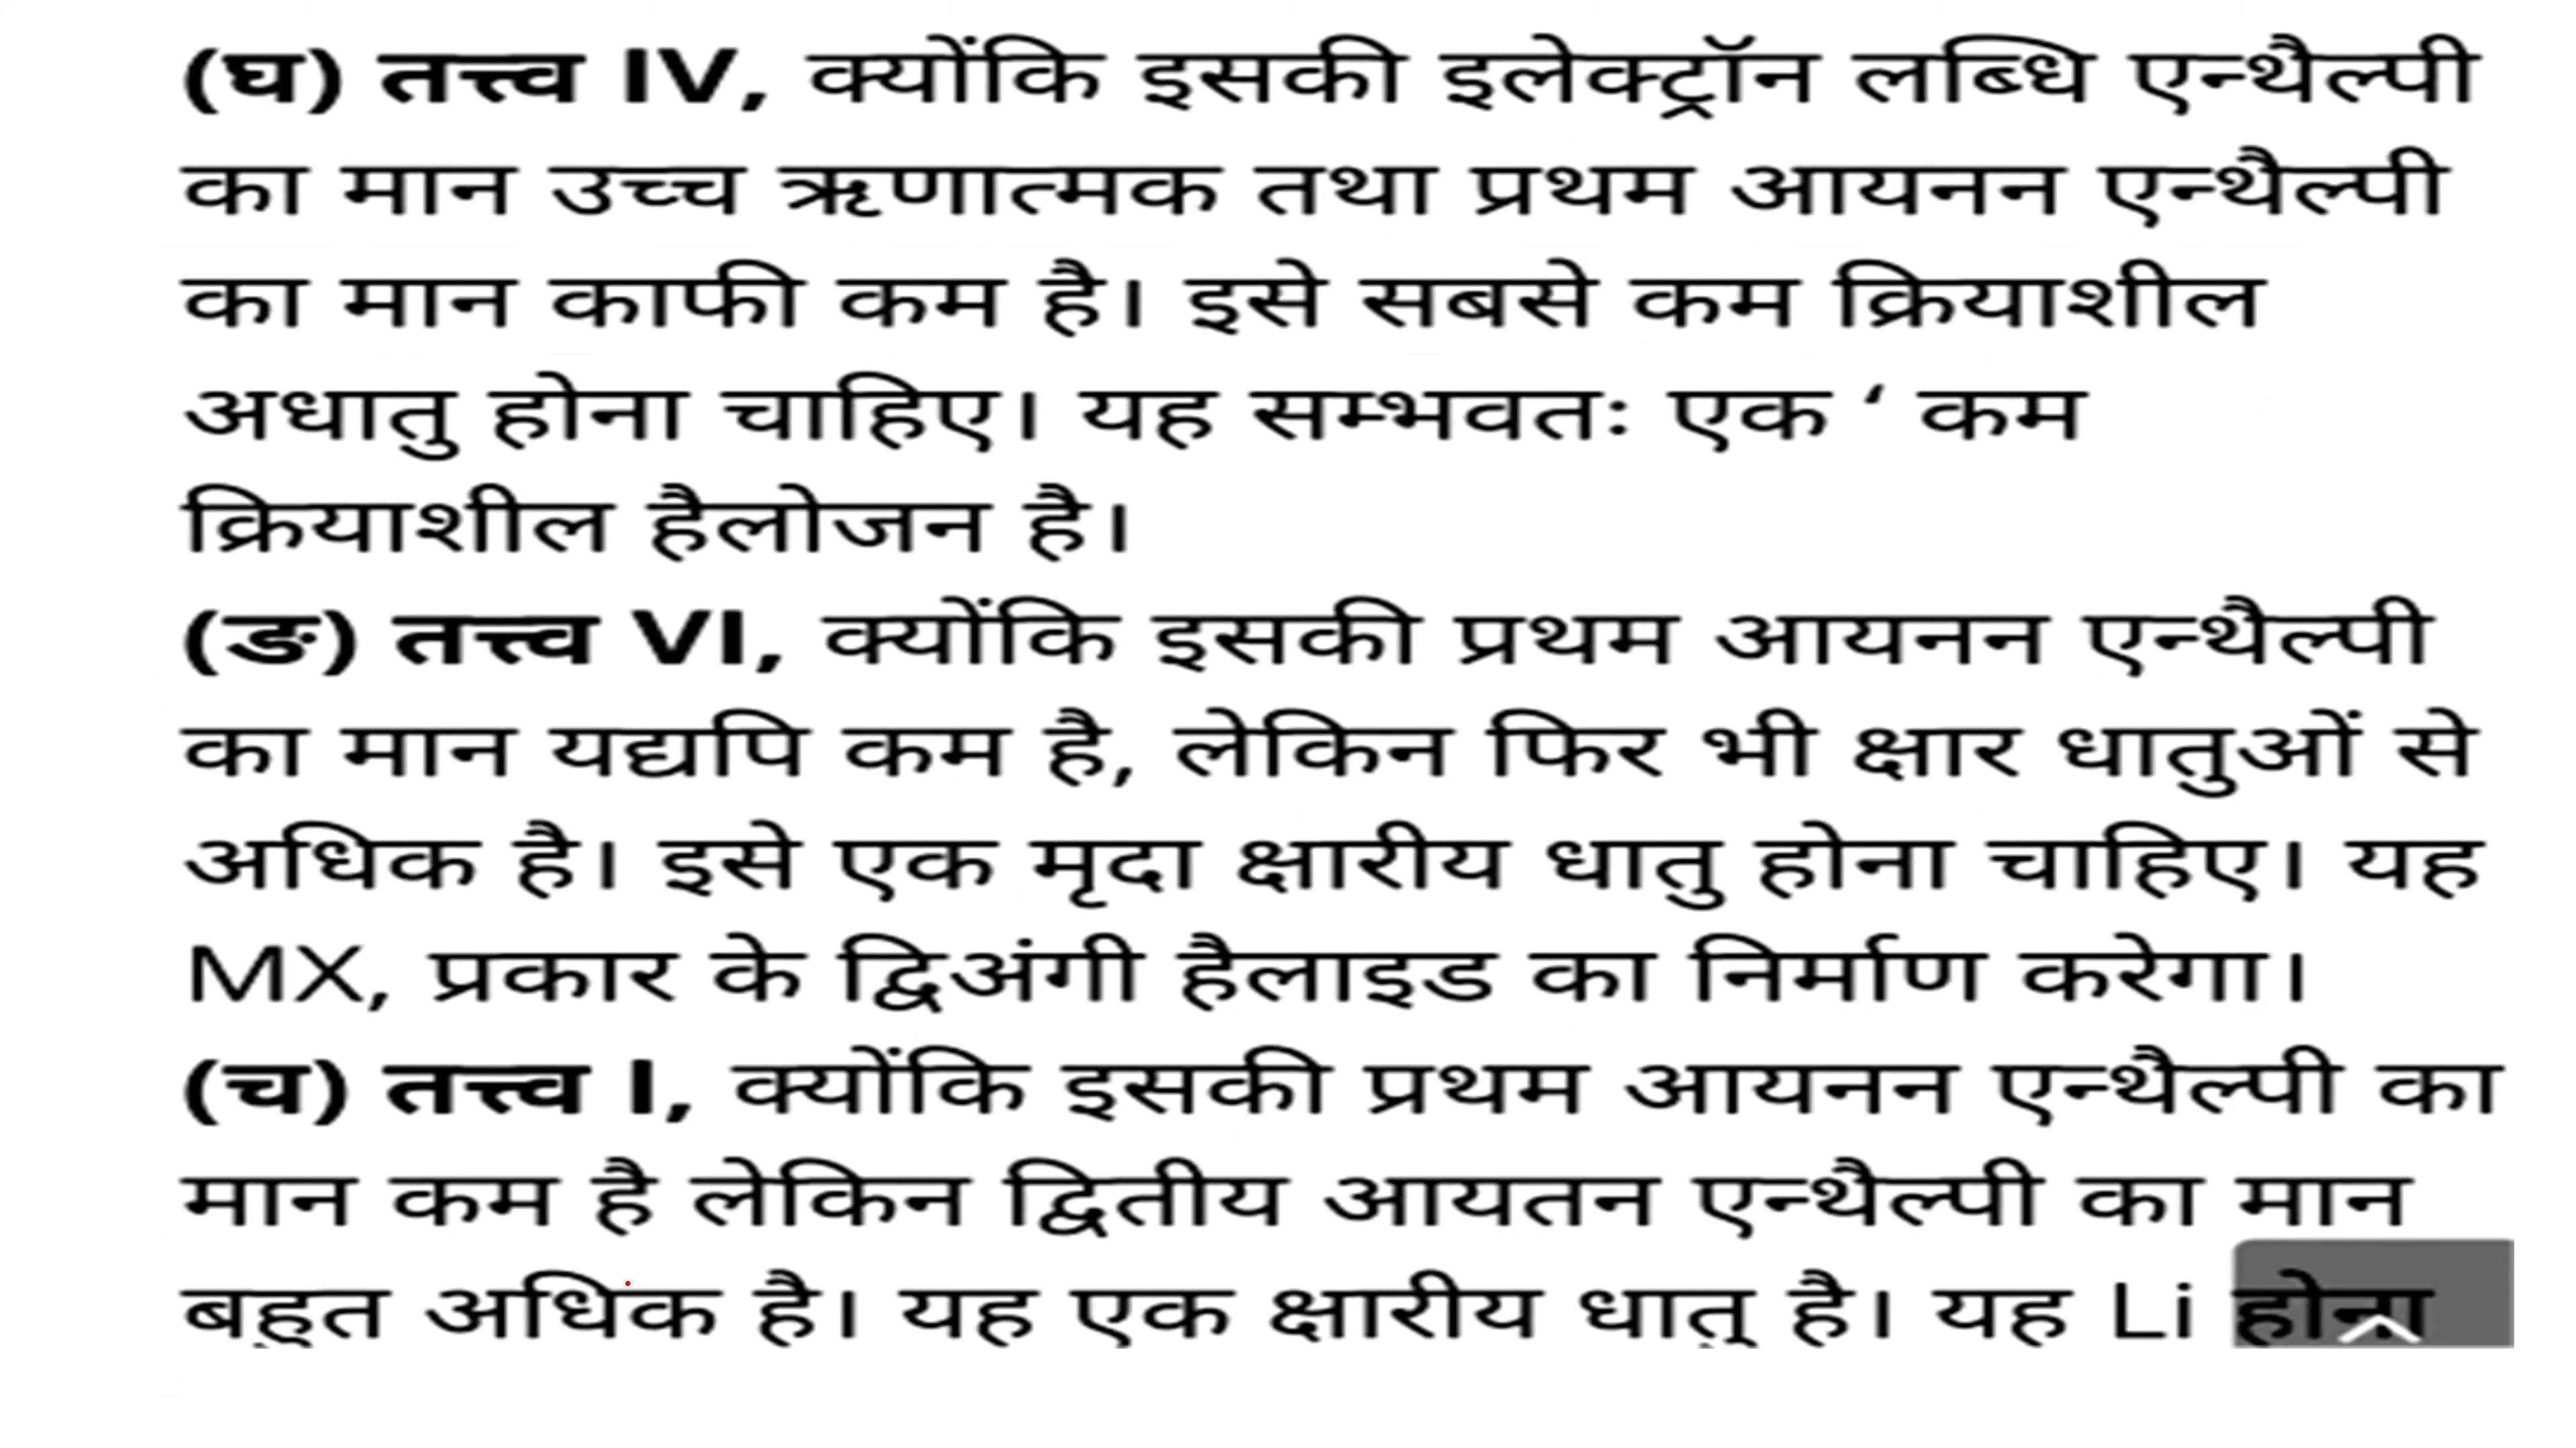 (घ) तत्त्व IV, क्योंकि इसकी इलेक्ट्रॉन लब्धि एन्थैल्पी
का मान उच्च ऋणात्मक तथा प्रथम आयनन एन्थैल्पी
का मान काफी कम है। इसे सबसे कम क्रियाशील
अधातु होना चाहिए। यह सम्भवतः एक ‘ कम
क्रियाशील हैलोजन है।
(ङ) तत्त्व VI, क्योंकि इसकी प्रथम आयनन एन्थैल्पी
का मान यद्यपि कम है, लेकिन फिर भी क्षार धातुओं से
अधिक है। इसे एक मृदा क्षारीय धातु होना चाहिए। यह
MX, प्रकार के द्विअंगी हैलाइड का निर्माण करेगा।
(च) तत्त्व I, क्योंकि इसकी प्रथम आयनन एन्थैल्पी का
मान कम है लेकिन द्वितीय आयतन एन्थैल्पी का मान
बहुत अधिक है। यह एक क्षारीय धातु है। यह Li होना